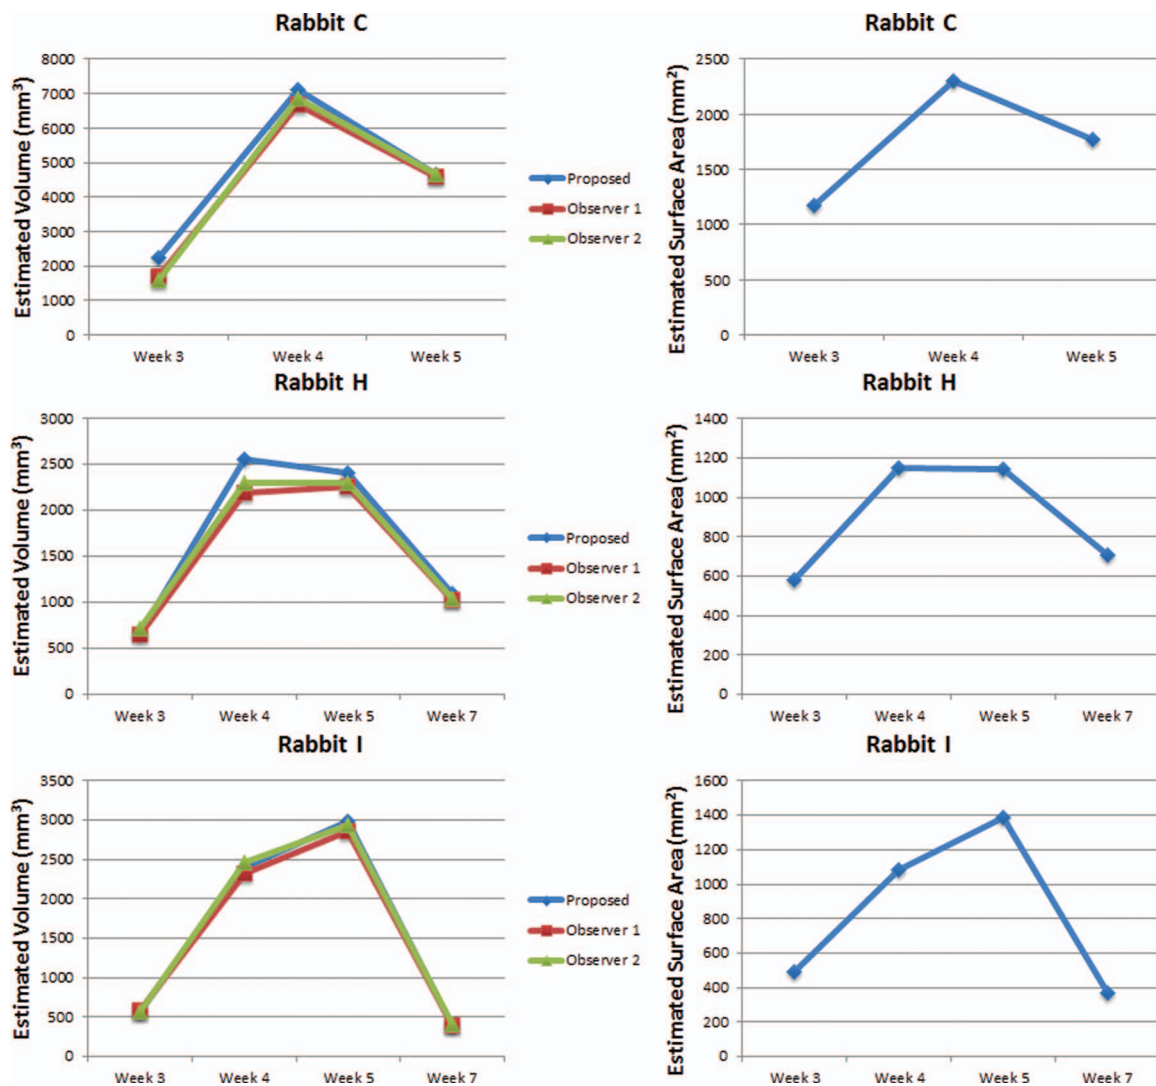 Rabbit C
Estimated Volume (mm³)
8000
7000
6000
5000
4000
3000
2000
1000
0
Week 3 Week 4 Week 5
Proposed
Observer 1
Observer 2
Rabbit C
Estimated Surface Area (mm²)
2500
2000
1500
1000
500
0
Week 3 Week 4 Week 5
Rabbit H
Estimated Volume (mm³)
3000
2500
2000
1500
1000
500
0
Week 3 Week 4 Week 5 Week 7
Proposed
Observer 1
Observer 2
Rabbit H
Estimated Surface Area (mm²)
1400
1200
1000
800
600
400
200
0
Week 3 Week 4 Week 5 Week 7
Rabbit I
Estimated Volume (mm³)
3500
3000
2500
2000
1500
1000
500
0
Week 3 Week 4 Week 5 Week 7
Proposed
Observer 1
Observer 2
Rabbit I
Estimated Surface Area (mm²)
1600
1400
1200
1000
800
600
400
200
0
Week 3 Week 4 Week 5 Week 7